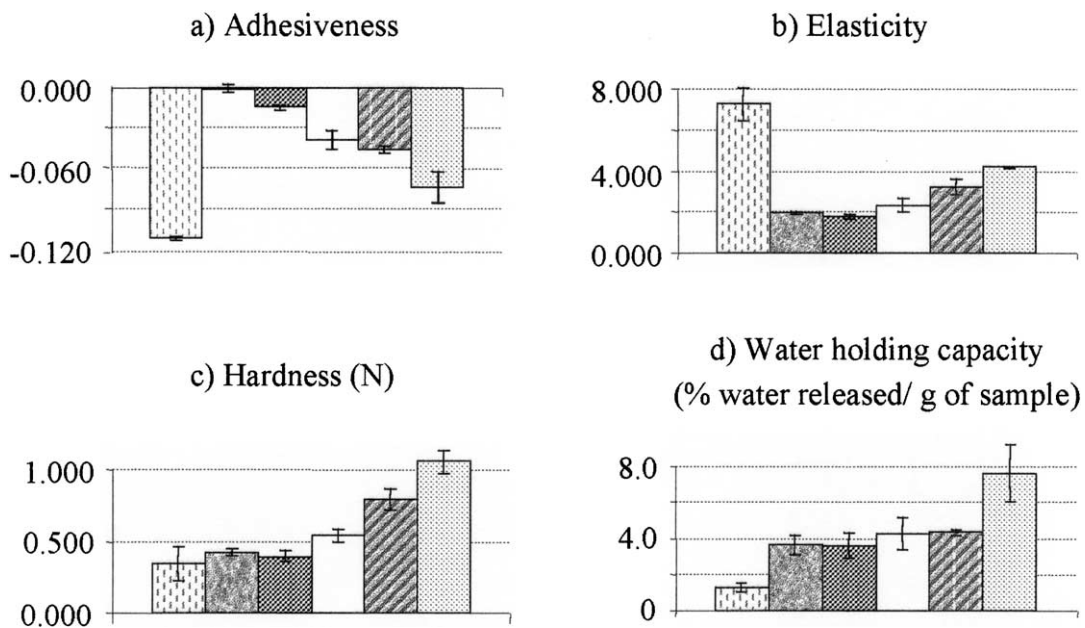 a) Adhesiveness
0.000
-0.060
-0.120
b) Elasticity
8.000
4.000
0.000
c) Hardness (N)
1.000
0.500
0.000
d) Water holding capacity
(% water released/ g of sample)
8.0
4.0
0